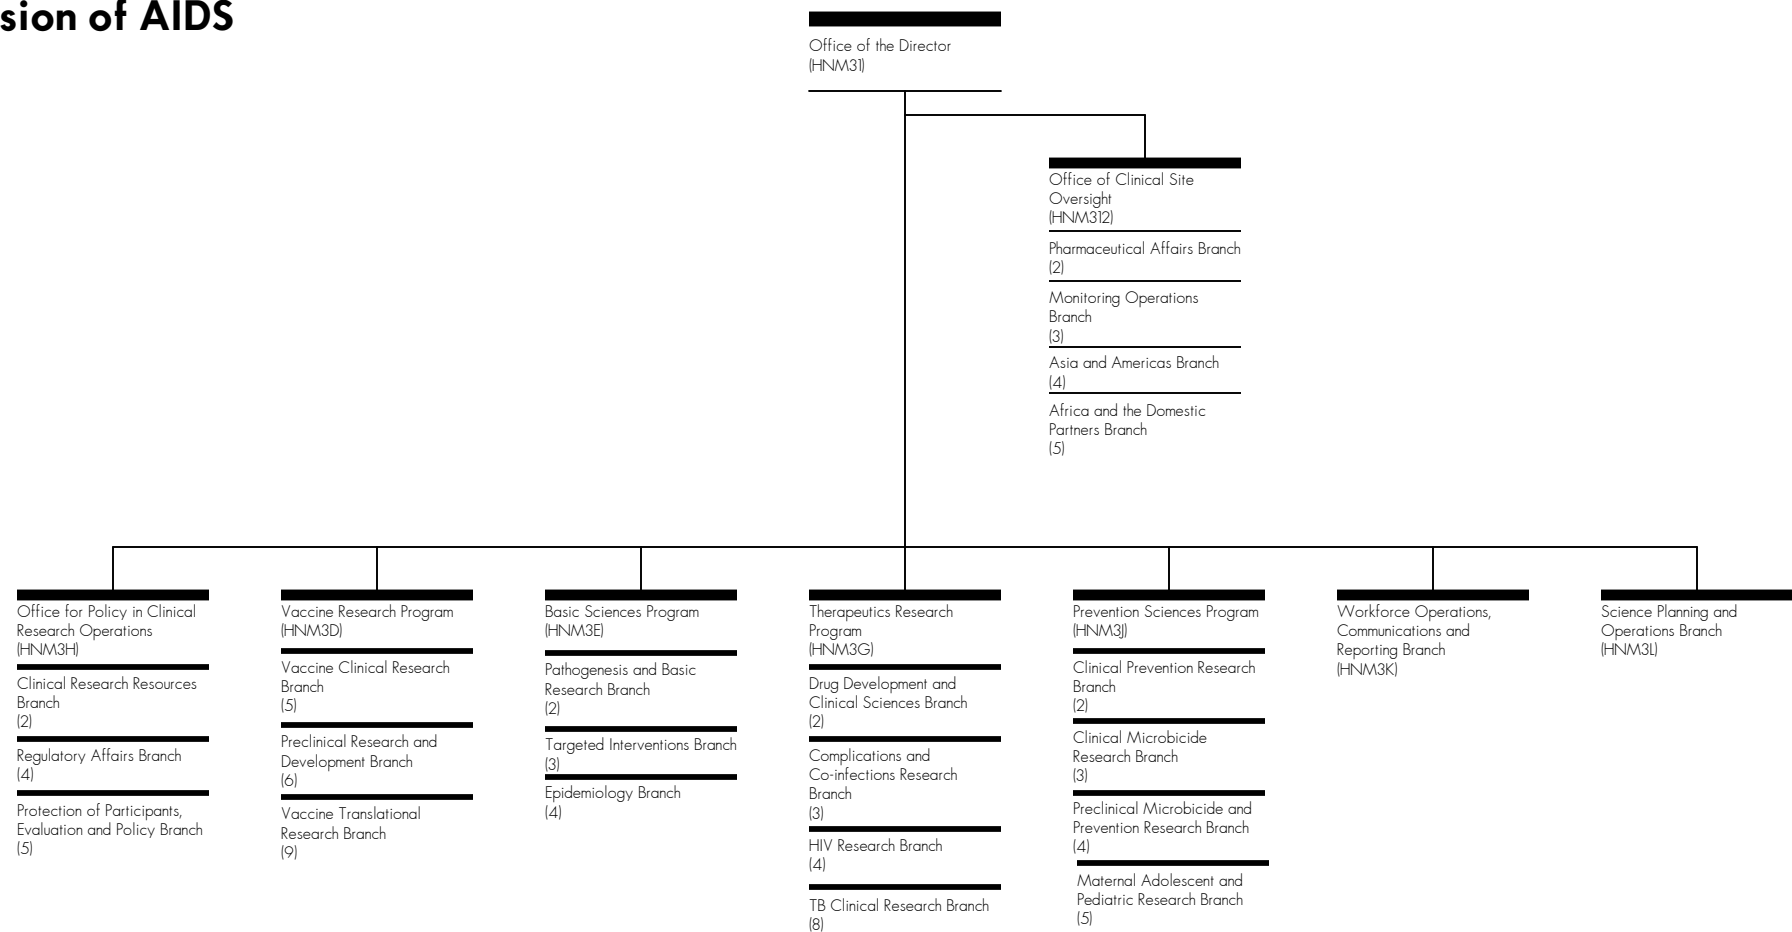 sion of AIDS
Office of the Director
(HNM31)
Office of Clinical Site
Oversight
(HNM312)
Pharmaceutical Affairs Branch
(2)
Monitoring Operations
Branch
(3)
Asia and Americas Branch
(4)
Africa and the Domestic
Partners Branch
(5)
Office for Policy in Clinical
Research Operations
(HNM3H)
Clinical Research Resources
Branch
(2)
Regulatory Affairs Branch
(4)
Protection of Participants,
Evaluation and Policy Branch
(5)
Vaccine Research Program
(HNM3D)
Vaccine Clinical Research
Branch
(5)
Preclinical Research and
Development Branch
(6)
Vaccine Translational
Research Branch
(9)
Basic Sciences Program
(HNM3E)
Pathogenesis and Basic
Research Branch
(2)
Targeted Interventions Branch
(3)
Epidemiology Branch
(4)
Therapeutics Research
Program
(HNM3G)
Drug Development and
Clinical Sciences Branch
(2)
Complications and
Co-infections Research
Branch
(3)
HIV Research Branch
(4)
TB Clinical Research Branch
(8)
Prevention Sciences Program
(HNM3J)
Clinical Prevention Research
Branch
(2)
Clinical Microbicide
Research Branch
(3)
Preclinical Microbicide and
Prevention Research Branch
(4)
Maternal Adolescent and
Pediatric Research Branch
(5)
Workforce Operations,
Communications and
Reporting Branch
(HNM3K)
Science Planning and
Operations Branch
(HNM3L)